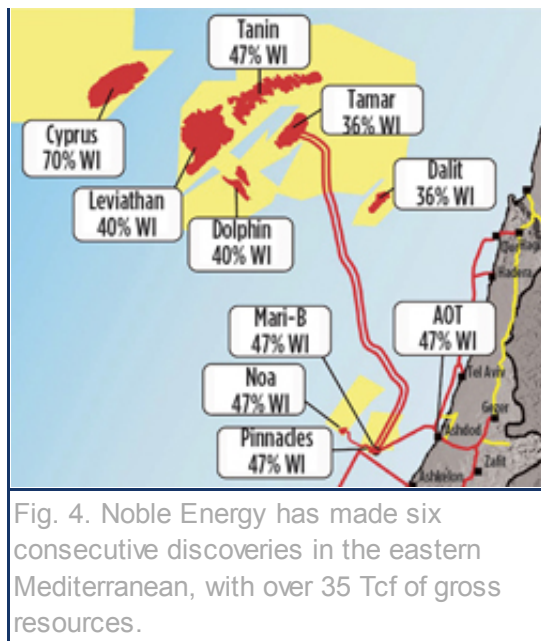 Tanin
47% WI
Tamar
36% WI
Cyprus
70% WI
Dalit
36% WI
Leviathan
40% WI
Dolphin
40% WI
Hadera
Mari-B
47% WI
AOT
47% WI
Noa
47% WI
Tel Aviv
Gezer
Pinnacles
47% WI
Ashdod
Zafit
Ashkelon
Fig. 4. Noble Energy has made six
consecutive discoveries in the eastern
Mediterranean, with over 35 Tcf of gross
resources.